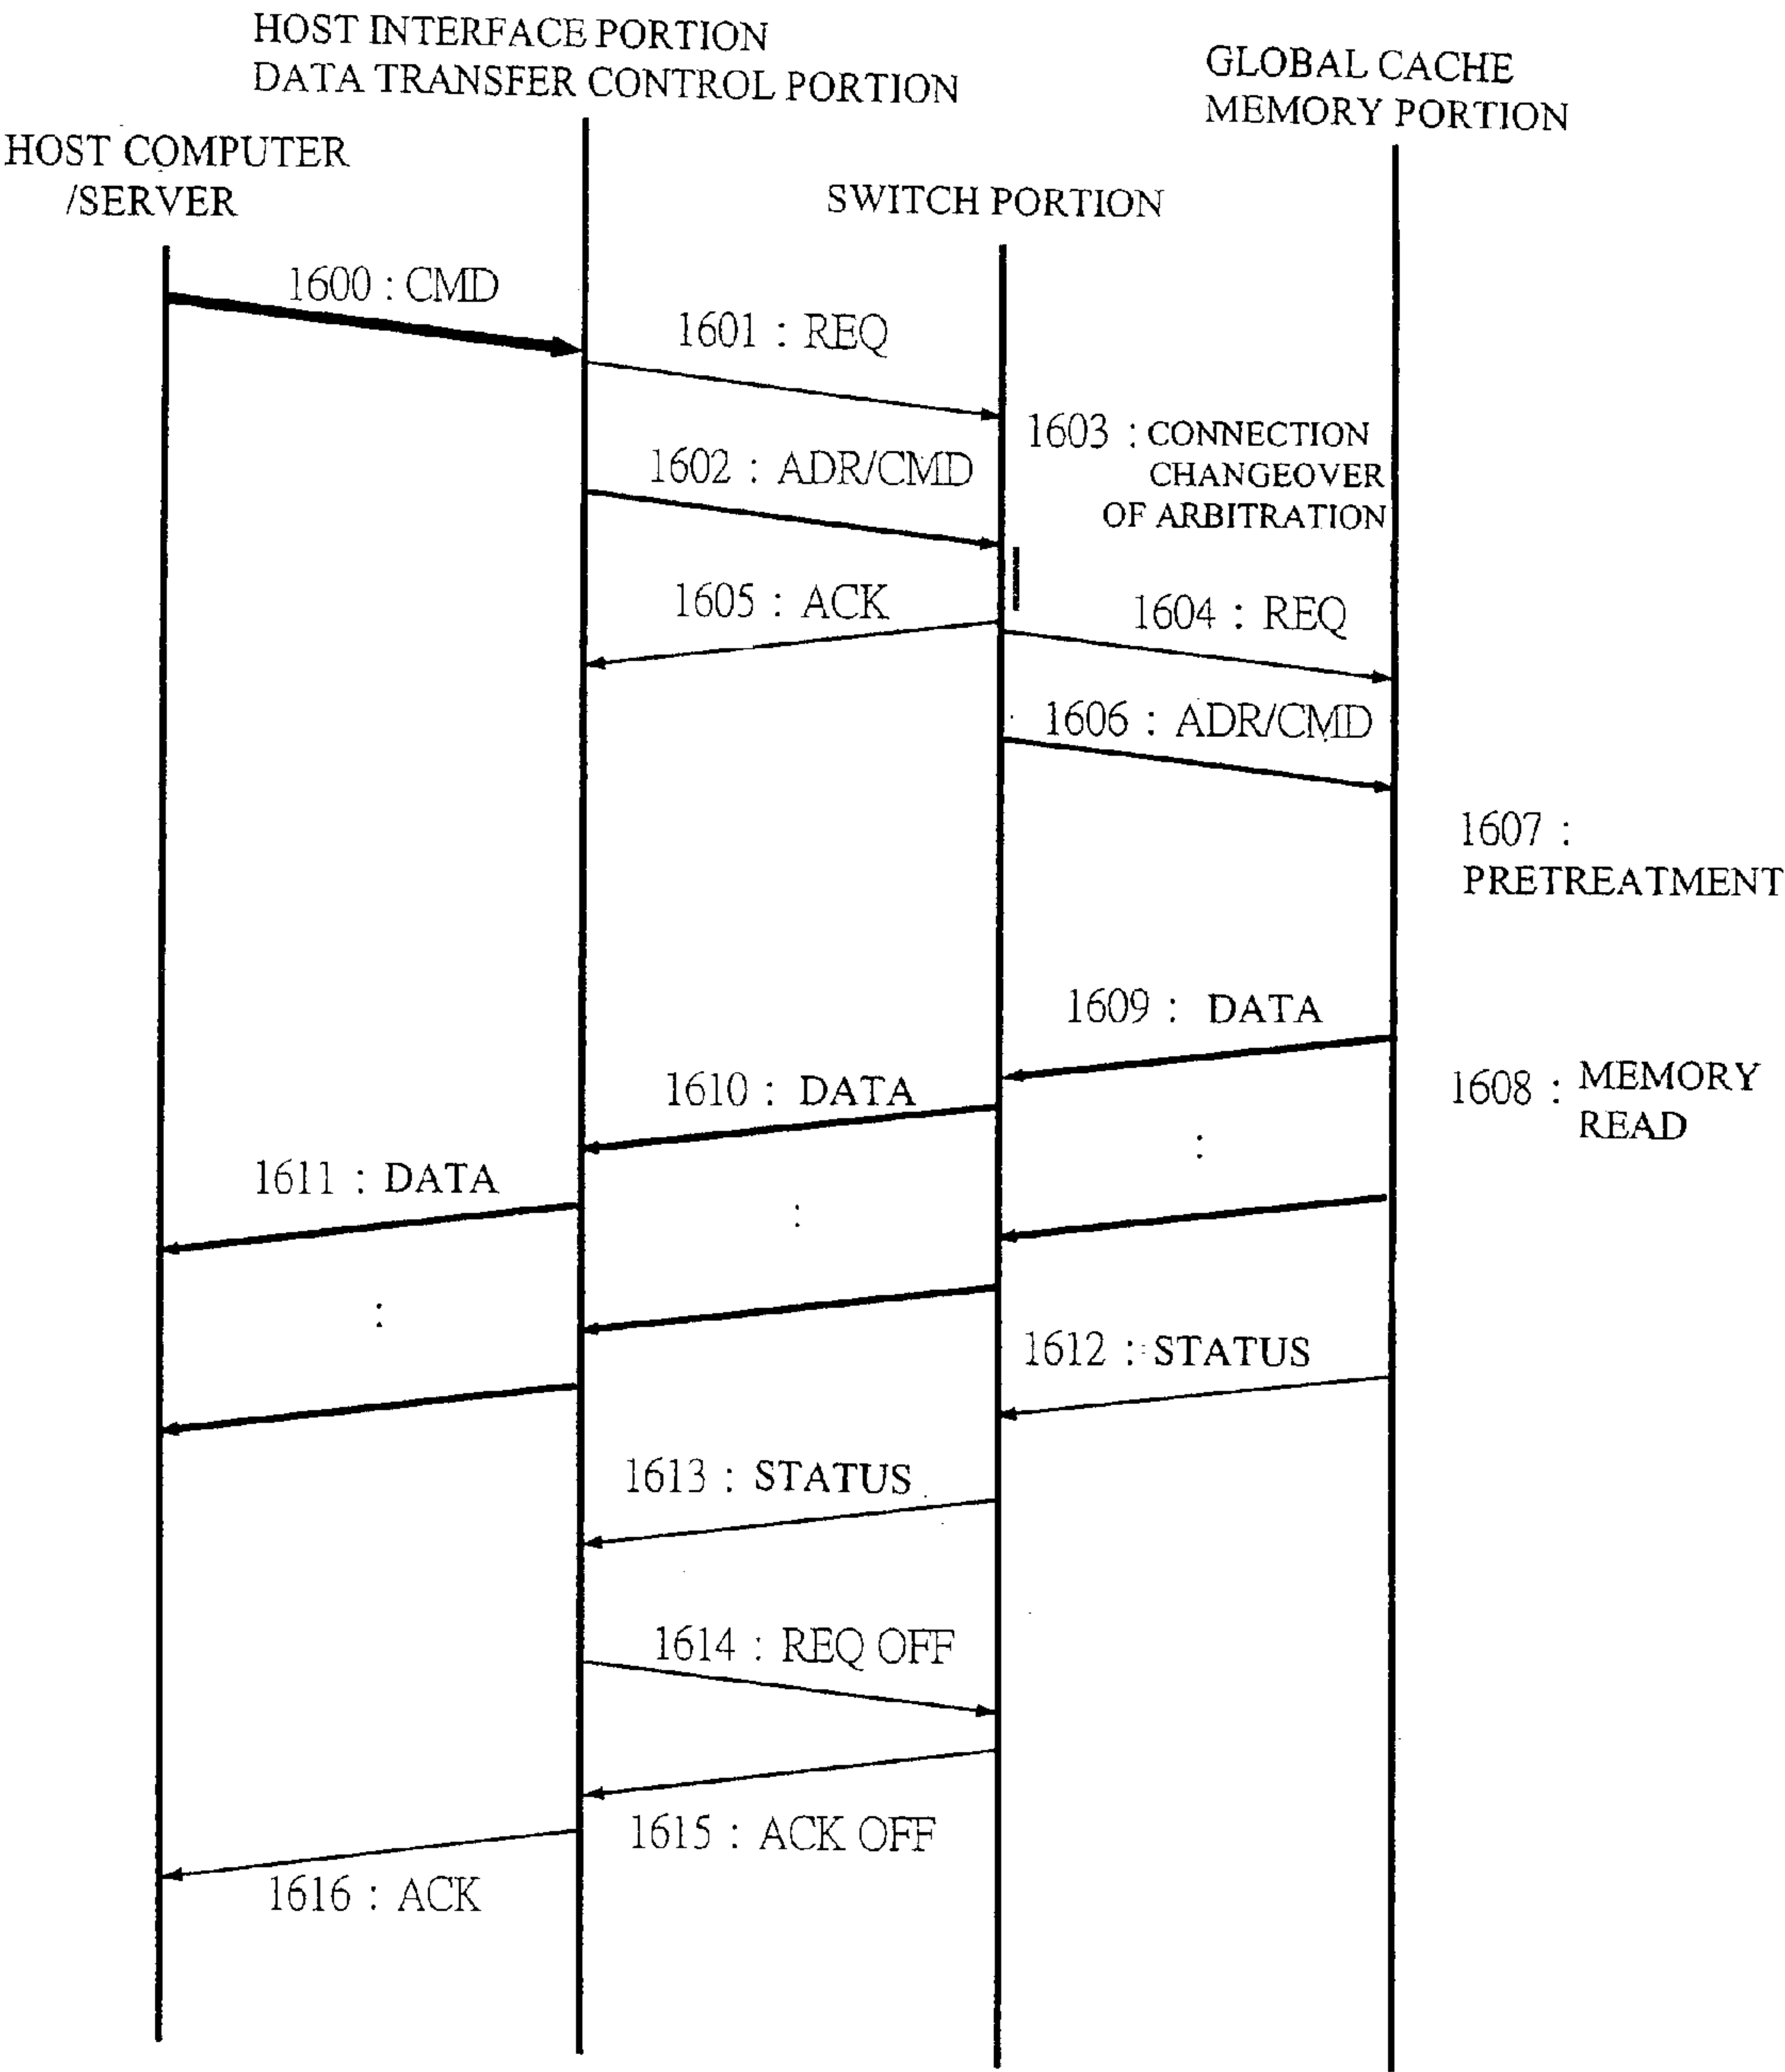 HOST INTERFACE PORTION
DATA TRANSFER CONTROL PORTION
GLOBAL CACHE
MEMORY PORTION
HOST COMPUTER
/SERVER
SWITCH PORTION
1600 : CMD
1601 : REQ
1603 : CONNECTION
CHANGEOVER
OF ARBITRATION
1602 : ADR/CMD
1605 : ACK
1604 : REQ
1606 : ADR/CMD
1607 :
PRETREATMENT
1609 : DATA
1610 : DATA
1608 : MEMORY
READ
:
1611 : DATA
:
:
1612 : STATUS
1613 : STATUS
1614 : REQ OFF
1615 : ACK OFF
1616 : ACK